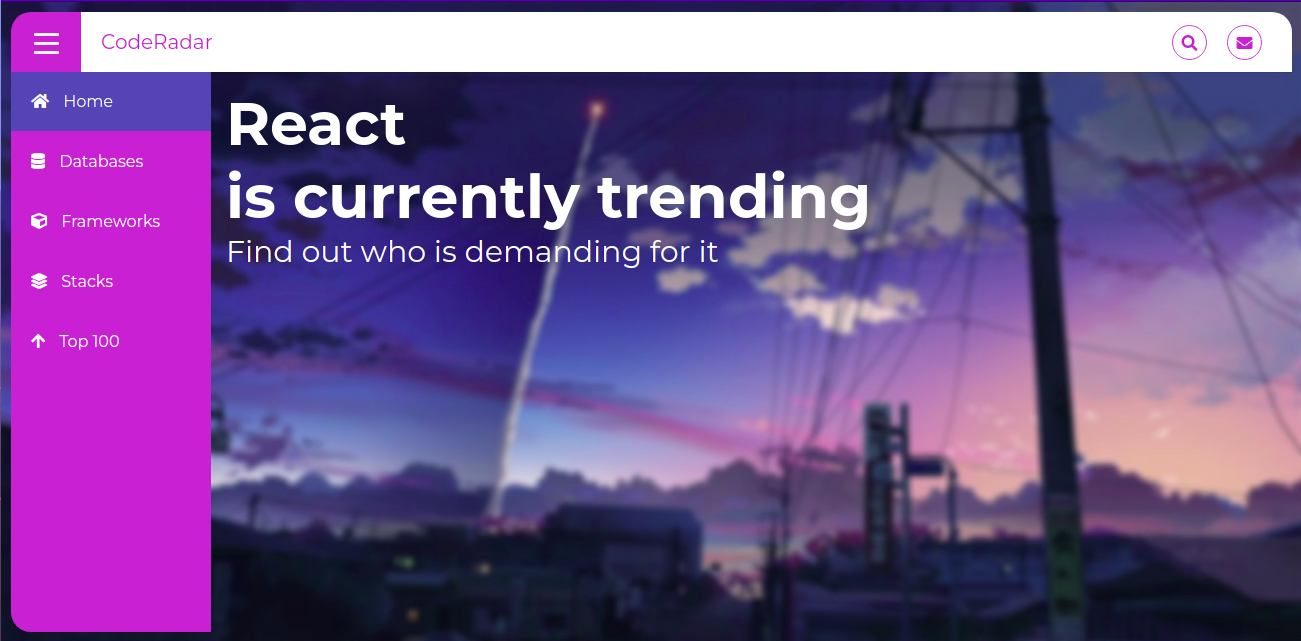 CodeRadar
Home
Databases
Frameworks
Stacks
Top 100
React
is currently trending
Find out who is demanding for it